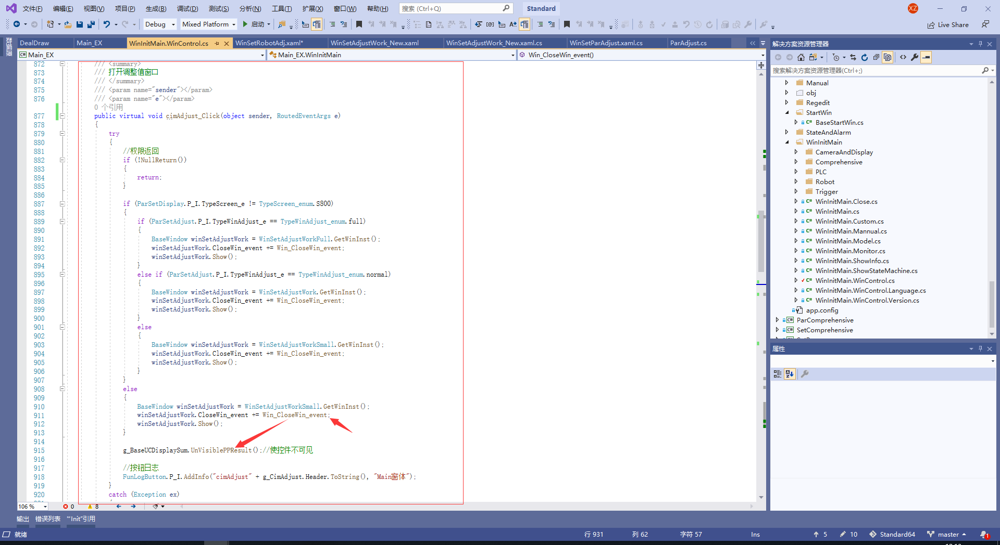 文件(F) 编辑(E) 视图(V) 项目(P) 生成(B) 调试(D) 测试(S) 分析(N) 工具(T) 扩展(X) 窗口(W) 帮助(H) 搜索 (Ctrl+Q) Standard XZ
Debug Mixed Platform 启动 Live Share
数据源
DealDraw Main_EX WinInitMain.WinControl.cs WinSetRobotAdj.xaml* WinSetAdjustWork_New.xaml WinSetAdjustWork_New.xaml.cs WinSetParAdjust.xaml.cs ParAdjust.cs
Main_EX Main_EX.WinInitMain Win_CloseWin_event()
872 /// <summary>
873 /// 打开调整值窗口
874 /// </summary>
875 /// <param name="sender"></param>
876 /// <param name="e"></param>
0 个引用
877 public virtual void cimAdjust_Click(object sender, RoutedEventArgs e)
878 {
879 try
880 {
881 //权限返回
882 if (!NullReturn())
883 {
884 return;
885 }
886
887 if (ParSetDisplay.P_I.TypeScreen_e != TypeScreen_enum.S800)
888 {
889 if (ParSetAdjust.P_I.TypeWinAdjust_e == TypeWinAdjust_enum.full)
890 {
891 BaseWindow winSetAdjustWork = WinSetAdjustWorkFull.GetWinInst();
892 winSetAdjustWork.CloseWin_event += Win_CloseWin_event;
893 winSetAdjustWork.Show();
894 }
895 else if (ParSetAdjust.P_I.TypeWinAdjust_e == TypeWinAdjust_enum.normal)
896 {
897 BaseWindow winSetAdjustWork = WinSetAdjustWork.GetWinInst();
898 winSetAdjustWork.CloseWin_event += Win_CloseWin_event;
899 winSetAdjustWork.Show();
900 }
901 else
902 {
903 BaseWindow winSetAdjustWork = WinSetAdjustWorkSmall.GetWinInst();
904 winSetAdjustWork.CloseWin_event += Win_CloseWin_event;
905 winSetAdjustWork.Show();
906 }
907 }
908 else
909 {
910 BaseWindow winSetAdjustWork = WinSetAdjustWorkSmall.GetWinInst();
911 winSetAdjustWork.CloseWin_event += Win_CloseWin_event;
912 winSetAdjustWork.Show();
913 }
914
915 g_BaseUCDisplaySum.UnVisiblePPResult();//使控件不可见
916
917 //按钮日志
918 FunLogButton.P_I.AddInfo("cimAdjust" + g_CimAdjust.Header.ToString(), "Main窗体");
919 }
920 catch (Exception ex)
106 % 0 8
输出 错误列表 "“Init”引用
就绪 行 931 列 62 字符 57 Ins 5 10 Standard64 master 1
解决方案资源管理器
搜索解决方案资源管理器(Ctrl+;)
Manual
obj
Regedit
StartWin
C# BaseStartWin.cs
StateAndAlarm
WinInitMain
CameraAndDisplay
Comprehensive
PLC
Robot
Trigger
C# WinInitMain.Close.cs
C# WinInitMain.cs
C# WinInitMain.Custom.cs
C# WinInitMain.Mannual.cs
C# WinInitMain.Model.cs
C# WinInitMain.Monitor.cs
C# WinInitMain.ShowInfo.cs
C# WinInitMain.ShowStateMachine.cs
C# WinInitMain.WinControl.cs
C# WinInitMain.WinControl.Language.cs
C# WinInitMain.WinControl.Version.cs
app.config
C# ParComprehensive
C# SetComprehensive
属性